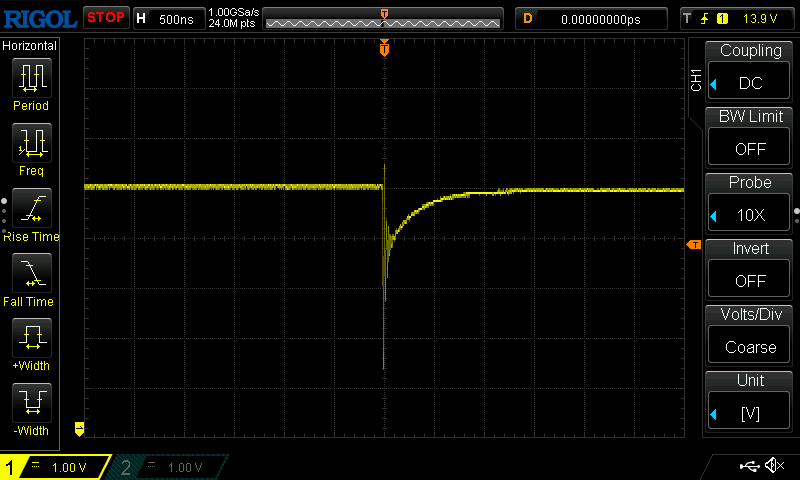 RIGOL STOP H 500ns 1.00GSa/s D 0.00000000ps T 1 13.9 V
24.0M pts
Horizontal
T
Period
Freq
Rise Time
Fall Time
+Width
-Width
T
CH1
Coupling
DC
BW Limit
OFF
Probe
10X
Invert
OFF
Volts/Div
Coarse
Unit
[V]
1 1.00 V 2 1.00 V